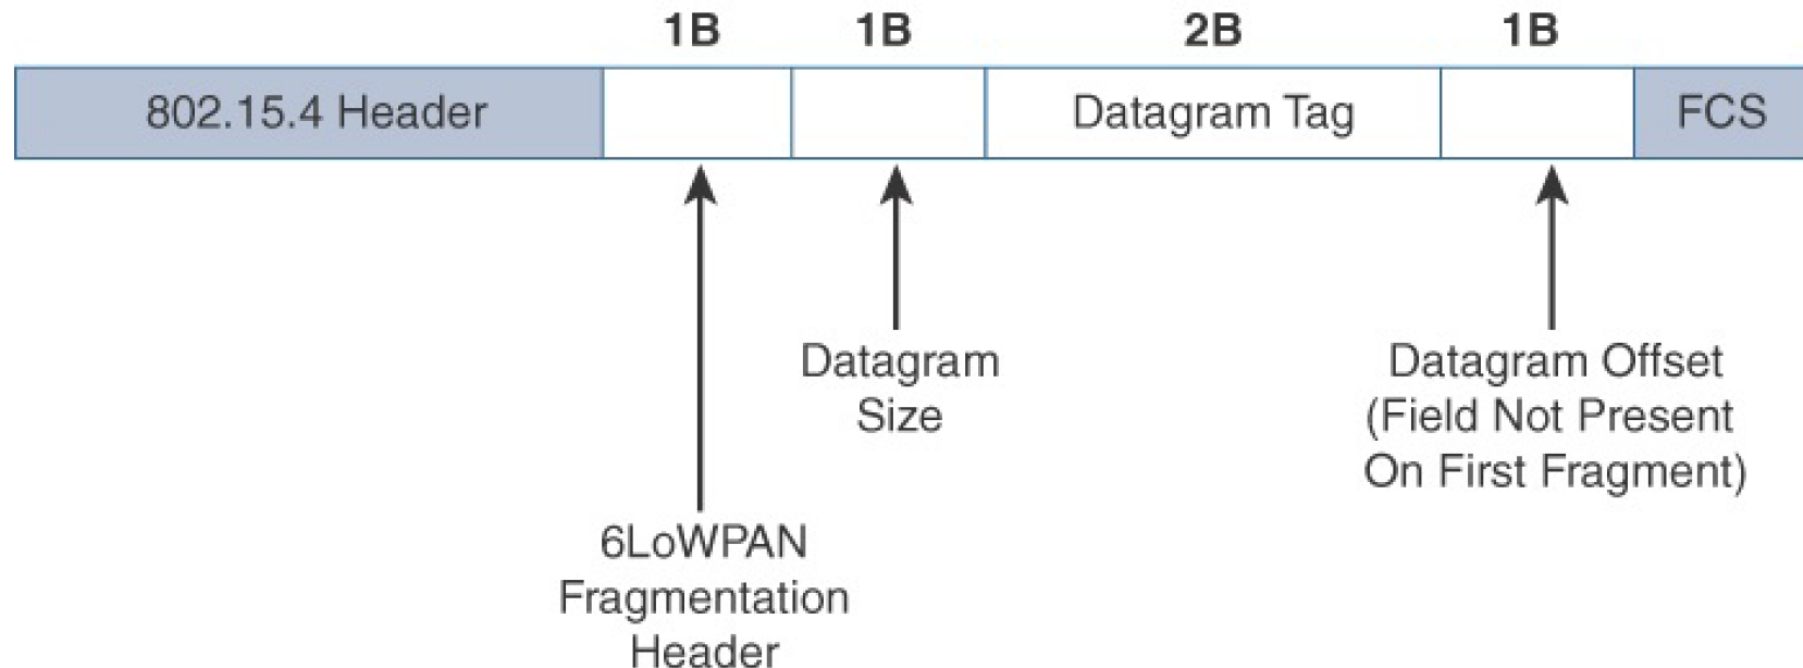 1B 1B 2B 1B
802.15.4 Header Datagram Tag FCS
Datagram
Size
Datagram Offset
(Field Not Present
On First Fragment)
6LoWPAN
Fragmentation
Header